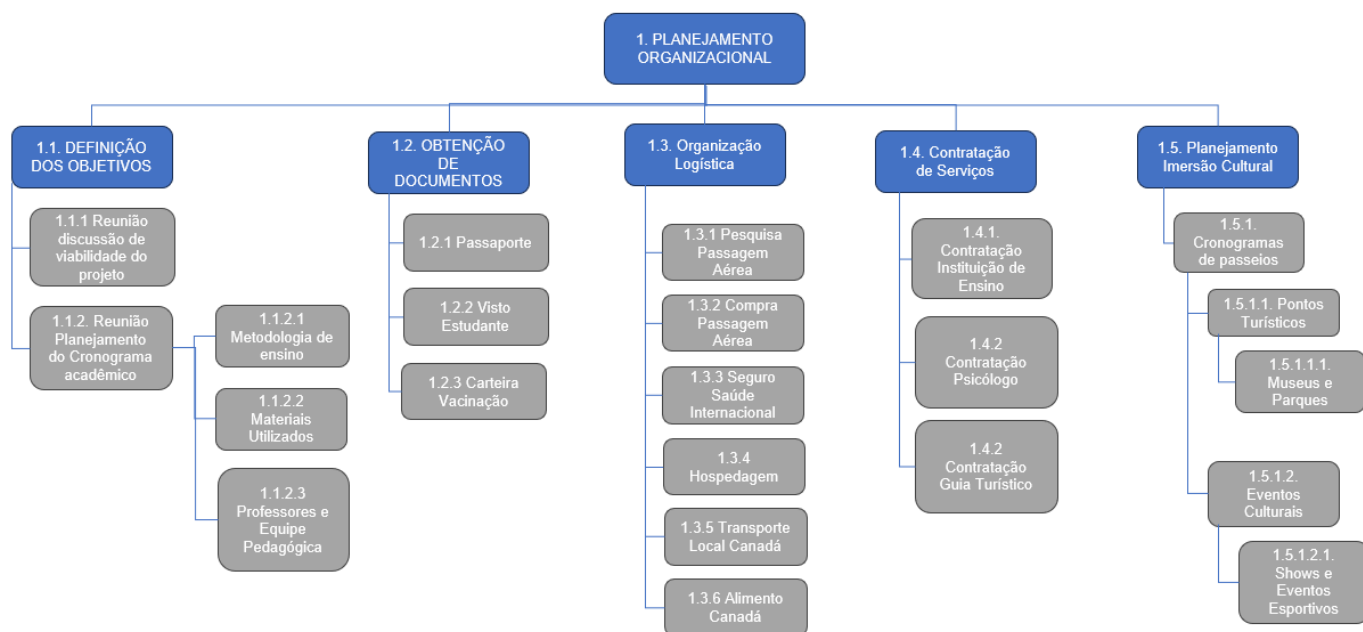 1. PLANEJAMENTO
ORGANIZACIONAL
1.1. DEFINIÇÃO
DOS OBJETIVOS
1.1.1 Reunião
discussão de
viabilidade do
projeto
1.1.2. Reunião
Planejamento
do Cronograma
acadêmico
1.1.2.1
Metodologia de
ensino
1.1.2.2
Materiais
Utilizados
1.1.2.3
Professores e
Equipe
Pedagógica
1.2. OBTENÇÃO
DE
DOCUMENTOS
1.2.1 Passaporte
1.2.2 Visto
Estudante
1.2.3 Carteira
Vacinação
1.3. Organização
Logística
1.3.1 Pesquisa
Passagem
Aérea
1.3.2 Compra
Passagem
Aérea
1.3.3 Seguro
Saúde
Internacional
1.3.4
Hospedagem
1.3.5 Transporte
Local Canadá
1.3.6 Alimento
Canadá
1.4. Contratação
de Serviços
1.4.1.
Contratação
Instituição de
Ensino
1.4.2
Contratação
Psicólogo
1.4.2
Contratação
Guia Turístico
1.5. Planejamento
Imersão Cultural
1.5.1.
Cronogramas
de passeios
1.5.1.1. Pontos
Turísticos
1.5.1.1.1.
Museus e
Parques
1.5.1.2.
Eventos
Culturais
1.5.1.2.1.
Shows e
Eventos
Esportivos